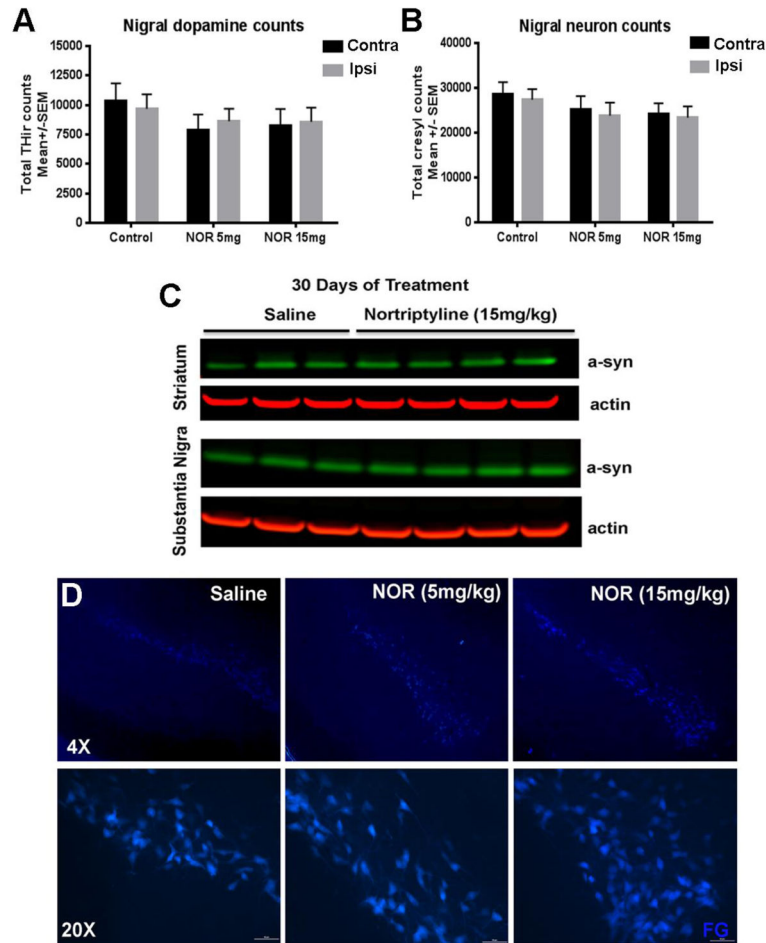 A
Nigral dopamine counts
Contra
Ipsi
Total THir counts
Mean+/-SEM
15000
12500
10000
7500
5000
2500
0
Control
NOR 5mg
NOR 15mg
B
Nigral neuron counts
Contra
Ipsi
Total cresyl counts
Mean +/- SEM
40000
30000
20000
10000
0
Control
NOR 5mg
NOR 15mg
C
30 Days of Treatment
Saline
Nortriptyline (15mg/kg)
Striatum
a-syn
actin
Substantia Nigra
a-syn
actin
D
Saline
NOR (5mg/kg)
NOR (15mg/kg)
4X
20X
FG